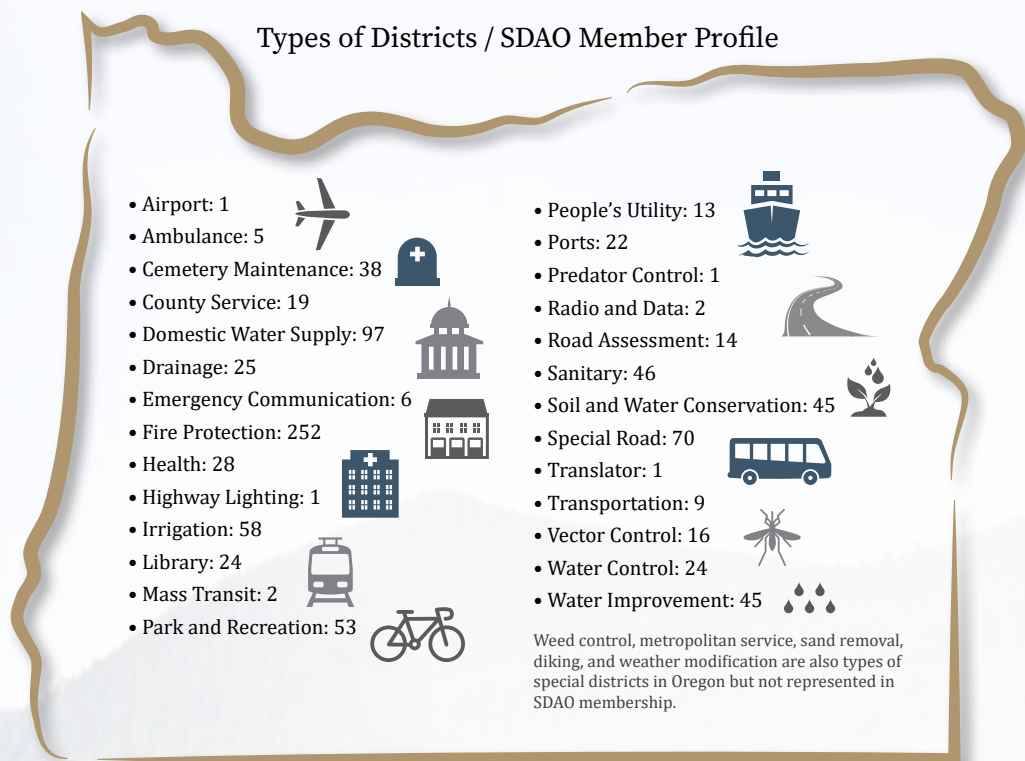 Types of Districts / SDAO Member Profile
• Airport: 1
• Ambulance: 5
• Cemetery Maintenance: 38
• County Service: 19
• Domestic Water Supply: 97
• Drainage: 25
• Emergency Communication: 6
• Fire Protection: 252
• Health: 28
• Highway Lighting: 1
• Irrigation: 58
• Library: 24
• Mass Transit: 2
• Park and Recreation: 53
• People’s Utility: 13
• Ports: 22
• Predator Control: 1
• Radio and Data: 2
• Road Assessment: 14
• Sanitary: 46
• Soil and Water Conservation: 45
• Special Road: 70
• Translator: 1
• Transportation: 9
• Vector Control: 16
• Water Control: 24
• Water Improvement: 45
Weed control, metropolitan service, sand removal,
diking, and weather modification are also types of
special districts in Oregon but not represented in
SDAO membership.